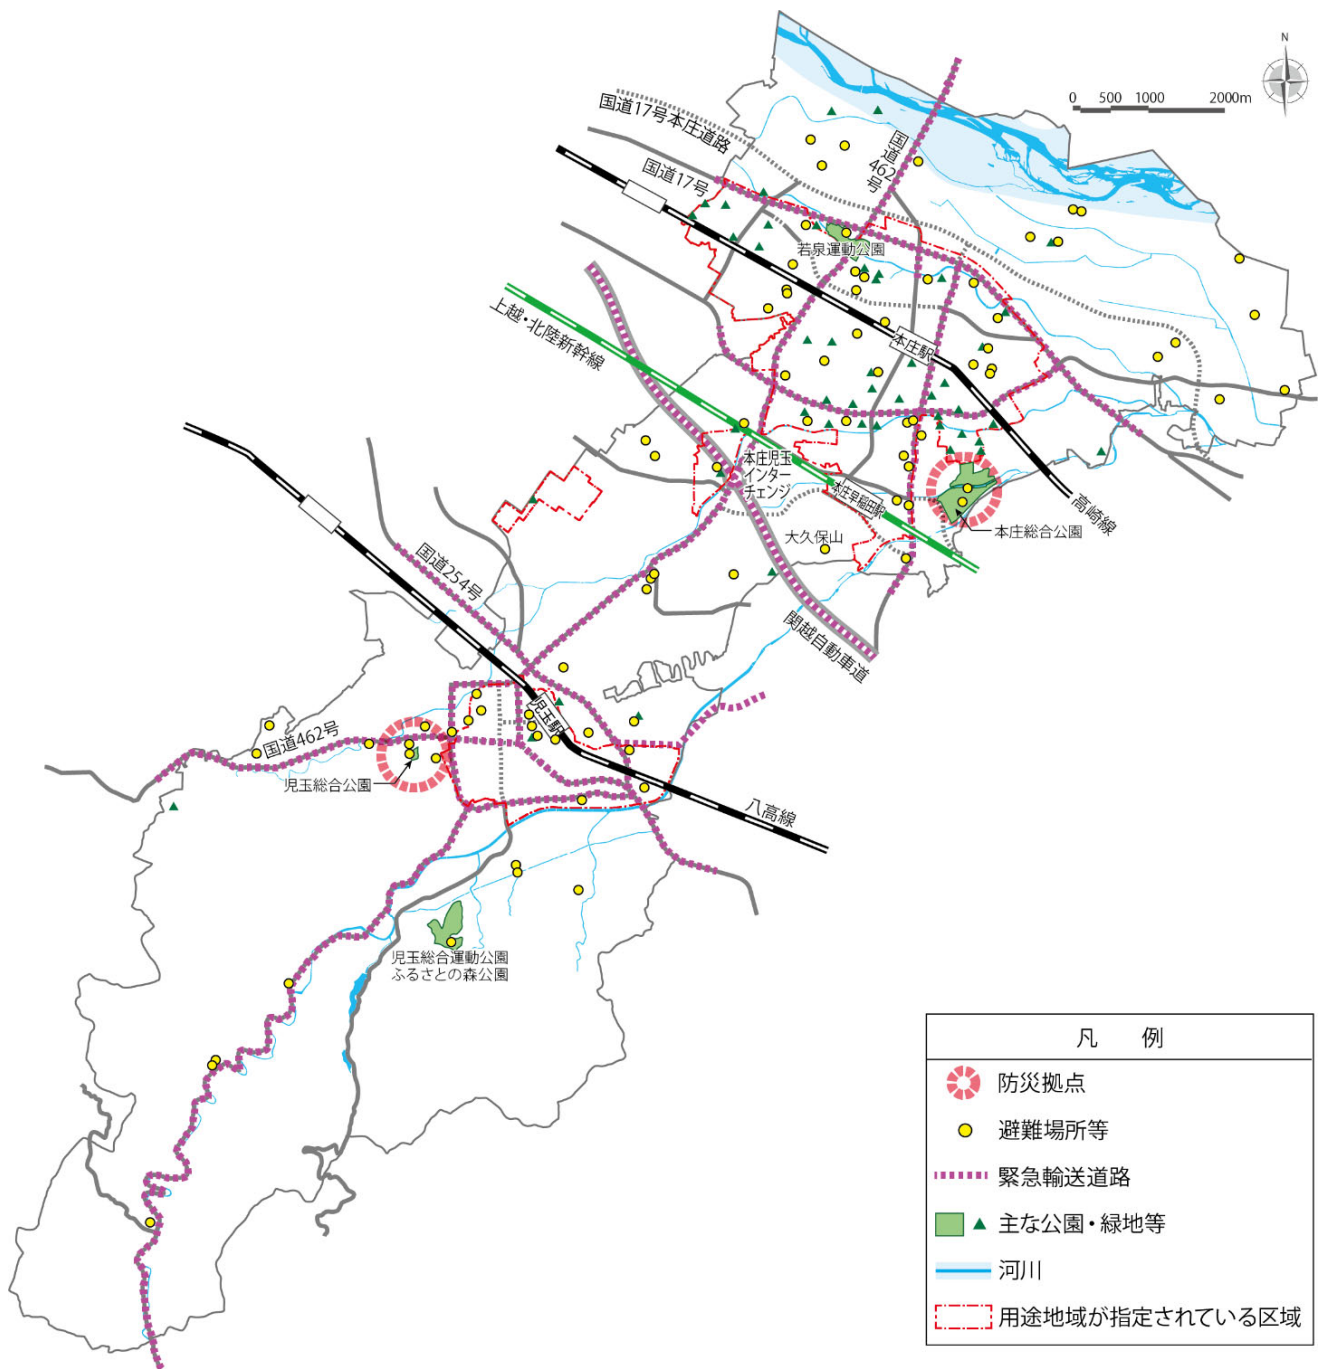 N
0 500 1000 2000m
国道17号本庄道路
国道462号
国道17号
若泉運動公園
上越・北陸新幹線
本庄駅
本庄児玉
インター
チェンジ
本庄早稲田駅
高崎線
本庄総合公園
大久保山
国道254号
関越自動車道
児玉駅
国道462号
児玉総合公園
八高線
児玉総合運動公園
ふるさとの森公園
凡 例
防災拠点
避難場所等
緊急輸送道路
主な公園・緑地等
河川
用途地域が指定されている区域